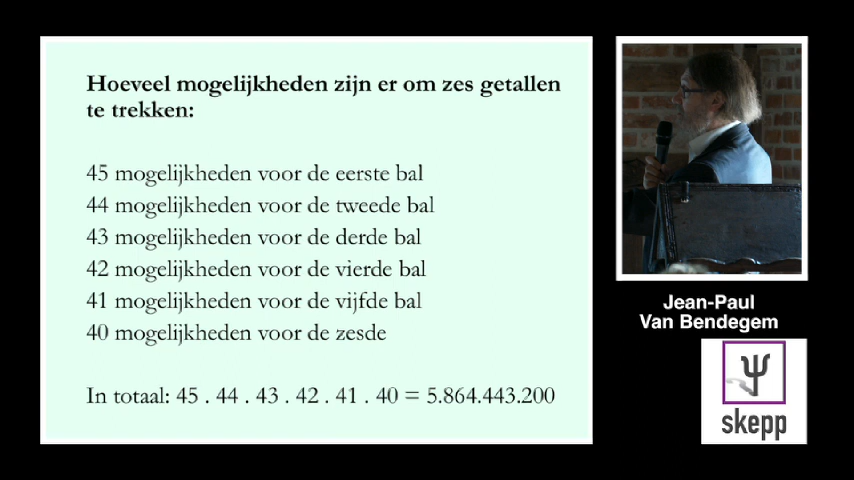 Hoeveel mogelijkheden zijn er om zes getallen
te trekken:
45 mogelijkheden voor de eerste bal
44 mogelijkheden voor de tweede bal
43 mogelijkheden voor de derde bal
42 mogelijkheden voor de vierde bal
41 mogelijkheden voor de vijfde bal
40 mogelijkheden voor de zesde
In totaal: 45 . 44 . 43 . 42 . 41 . 40 = 5.864.443.200
Jean-Paul
Van Bendegem
Ψ
skepp